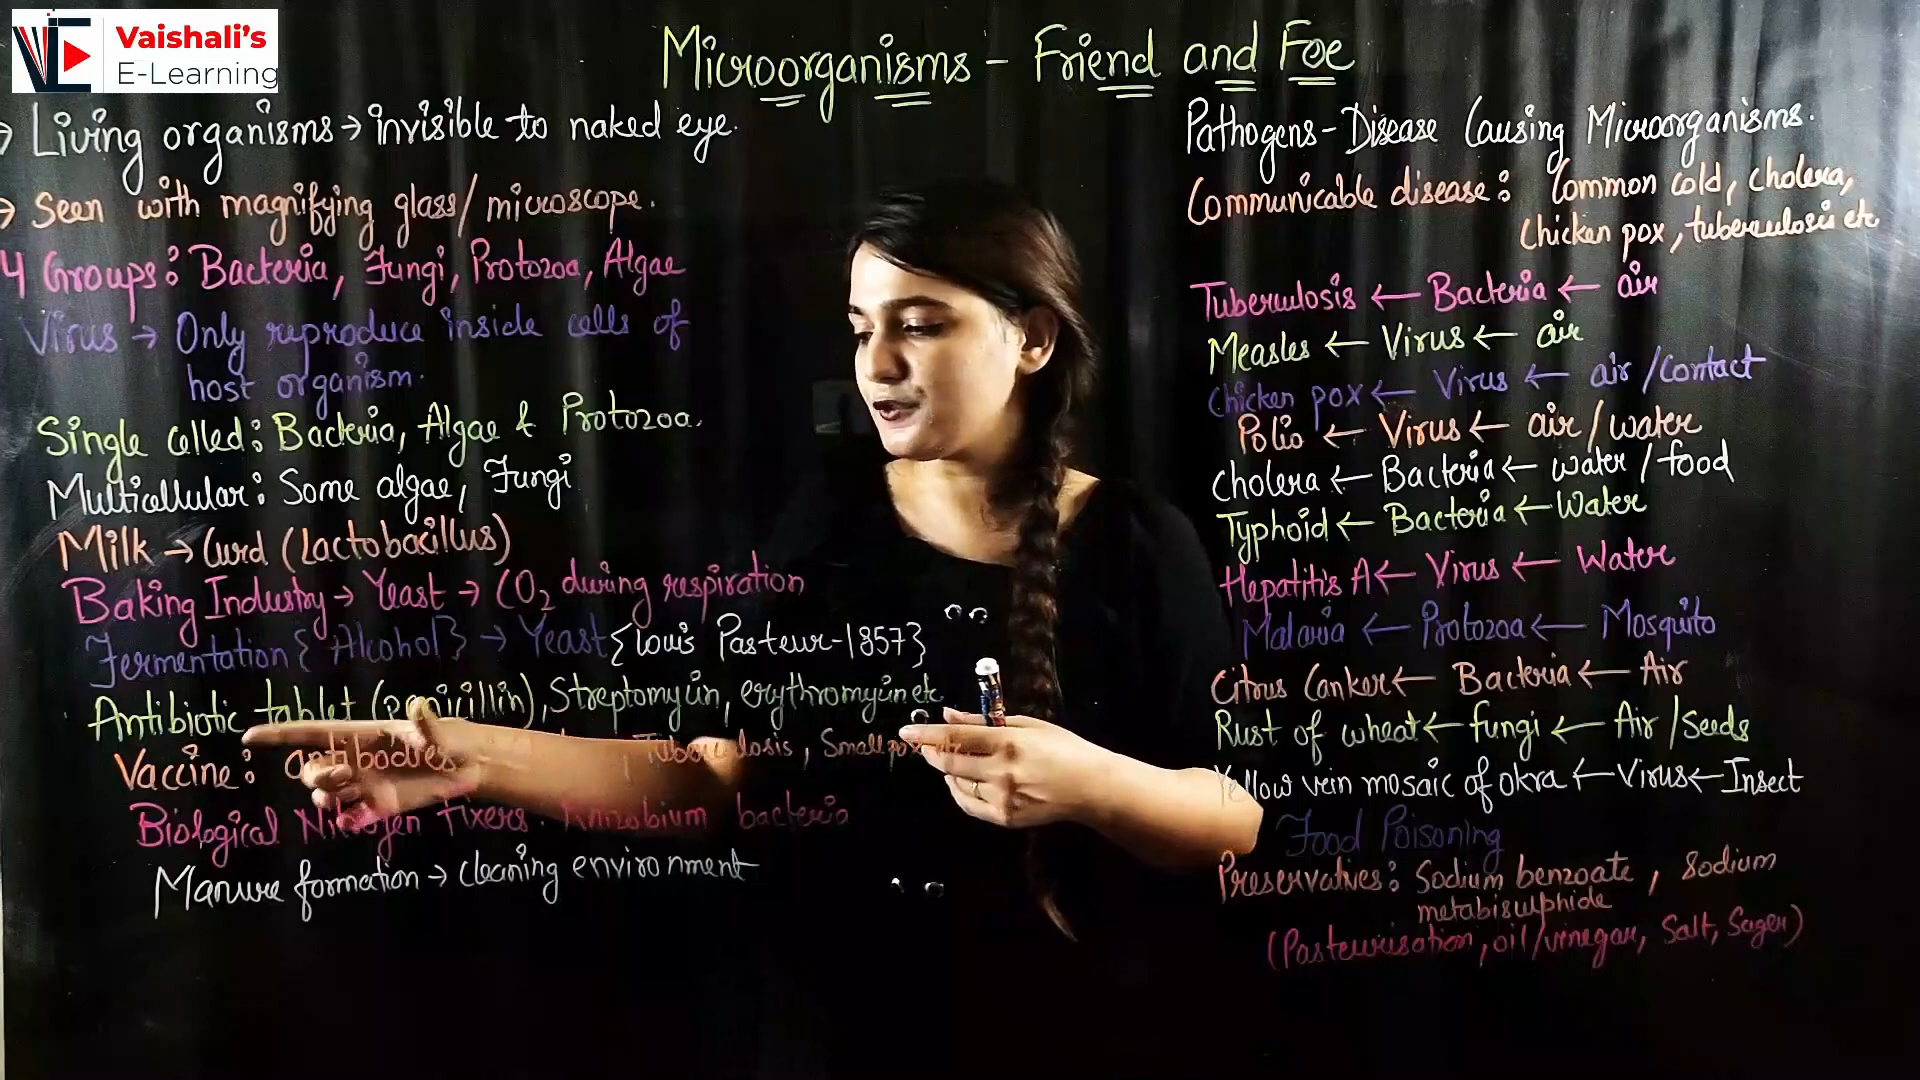 Vaishali's
E-Learning
Microorganisms - Friend and Foe
→ Living organisms → invisible to naked eye.
→ Seen with magnifying glass / microscope.
4 Groups: Bacteria, Fungi, Protozoa, Algae
Virus → Only reproduce inside cells of
host organism.
Single celled: Bacteria, Algae & Protozoa.
Multicellular: Some algae, Fungi
Milk → Curd (Lactobacillus)
Baking Industry → Yeast → CO₂ during respiration
Fermentation {Alcohol} → Yeast {Louis Pasteur-1857}
Antibiotic tablet (penicillin), Streptomycin, erythromycin etc
Vaccine: antibodies , Tuberculosis, Smallpox etc
Biological Nitrogen Fixers: Rhizobium bacteria
Manure formation → cleaning environment
Pathogens - Disease Causing Microorganisms.
Communicable disease: Common cold, cholera,
Chicken pox, tuberculosis etc
Tuberculosis ← Bacteria ← air
Measles ← Virus ← air
Chicken pox ← Virus ← air / Contact
Polio ← Virus ← air / water
Cholera ← Bacteria ← water / food
Typhoid ← Bacteria ← Water
Hepatitis A ← Virus ← Water
Malaria ← Protozoa ← Mosquito
Citrus Canker ← Bacteria ← Air
Rust of wheat ← fungi ← Air / Seeds
Yellow vein mosaic of okra ← Virus ← Insect
Food Poisoning
Preservatives: Sodium benzoate, Sodium
metabisulphide
(Pasteurisation, oil/vinegar, Salt, Suger)